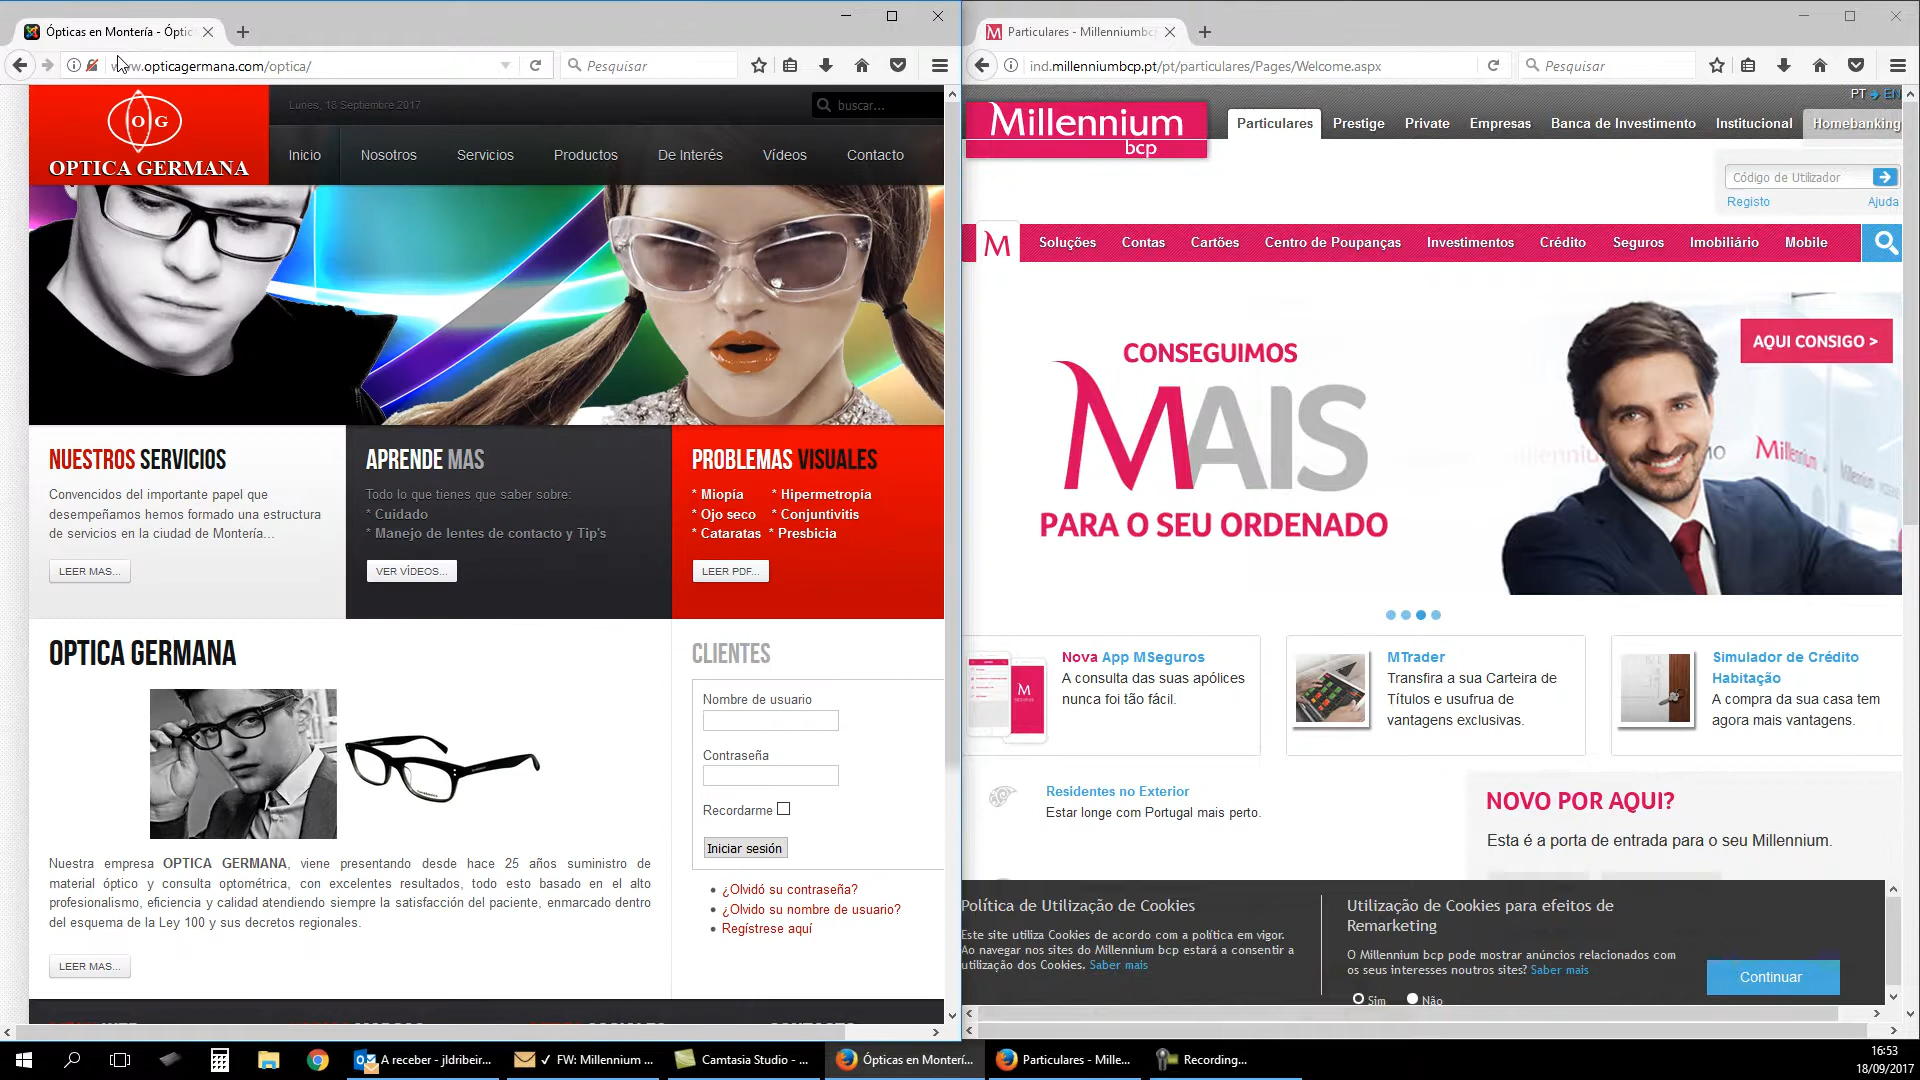 Ópticas en Montería - Óptic
www.opticagermana.com/optica/
Pesquisar
OG
OPTICA GERMANA
Lunes, 18 Septiembre 2017
buscar...
Inicio
Nosotros
Servicios
Productos
De Interés
Vídeos
Contacto
NUESTROS SERVICIOS
Convencidos del importante papel que
desempeñamos hemos formado una estructura
de servicios en la ciudad de Montería...
LEER MAS...
APRENDE MAS
Todo lo que tienes que saber sobre:
* Cuidado
* Manejo de lentes de contacto y Tip's
VER VÍDEOS...
PROBLEMAS VISUALES
* Miopía * Hipermetropía
* Ojo seco * Conjuntivitis
* Cataratas * Presbicia
LEER PDF...
OPTICA GERMANA
Nuestra empresa OPTICA GERMANA, viene presentando desde hace 25 años suministro de
material óptico y consulta optométrica, con excelentes resultados, todo esto basado en el alto
profesionalismo, eficiencia y calidad atendiendo siempre la satisfacción del paciente, enmarcado dentro
del esquema de la Ley 100 y sus decretos regionales.
LEER MAS...
CLIENTES
Nombre de usuario
Contraseña
Recordarme
Iniciar sesión
¿Olvidó su contraseña?
¿Olvido su nombre de usuario?
Regístrese aquí
Particulares - Millenniumbc
ind.millenniumbcp.pt/pt/particulares/Pages/Welcome.aspx
Pesquisar
PT EN
Millennium
bcp
Particulares
Prestige
Private
Empresas
Banca de Investimento
Institucional
Homebanking
Código de Utilizador
Registo
Ajuda
M
Soluções
Contas
Cartões
Centro de Poupanças
Investimentos
Crédito
Seguros
Imobiliário
Mobile
CONSEGUIMOS
MAIS
PARA O SEU ORDENADO
AQUI CONSIGO >
Millennium
Nova App MSeguros
A consulta das suas apólices
nunca foi tão fácil.
MTrader
Transfira a sua Carteira de
Títulos e usufrua de
vantagens exclusivas.
Simulador de Crédito
Habitação
A compra da sua casa tem
agora mais vantagens.
Residentes no Exterior
Estar longe com Portugal mais perto.
NOVO POR AQUI?
Esta é a porta de entrada para o seu Millennium.
Política de Utilização de Cookies
Este site utiliza Cookies de acordo com a política em vigor.
Ao navegar nos sites do Millennium bcp estará a consentir a
utilização dos Cookies. Saber mais
Utilização de Cookies para efeitos de
Remarketing
O Millennium bcp pode mostrar anúncios relacionados com
os seus interesses noutros sites? Saber mais
Sim
Não
Continuar
A receber - jldribeir...
✓ FW: Millennium ...
Camtasia Studio - ...
Ópticas en Monterí...
Particulares - Mille...
Recording...
16:53
18/09/2017